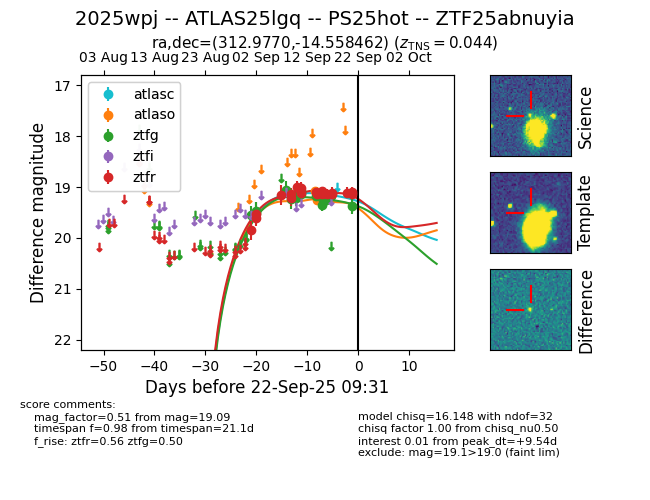 2025wpj -- ATLAS25lgq -- PS25hot -- ZTF25abnuyia
ra,dec=(312.9770,-14.558462) (zTNS=0.044)
03 Aug 13 Aug 23 Aug 02 Sep 12 Sep 22 Sep 02 Oct
17
18
19
20
21
22
Difference magnitude
atlasc
atlaso
ztfg
ztfi
ztfr
−50 −40 −30 −20 −10 0 10
Days before 22-Sep-25 09:31
Science
Template
Difference
score comments:
mag_factor=0.51 from mag=19.09
timespan f=0.98 from timespan=21.1d
f_rise: ztfr=0.56 ztfg=0.50
model chisq=16.148 with ndof=32
chisq factor 1.00 from chisq_nu0.50
interest 0.01 from peak_dt=+9.54d
exclude: mag=19.1>19.0 (faint lim)